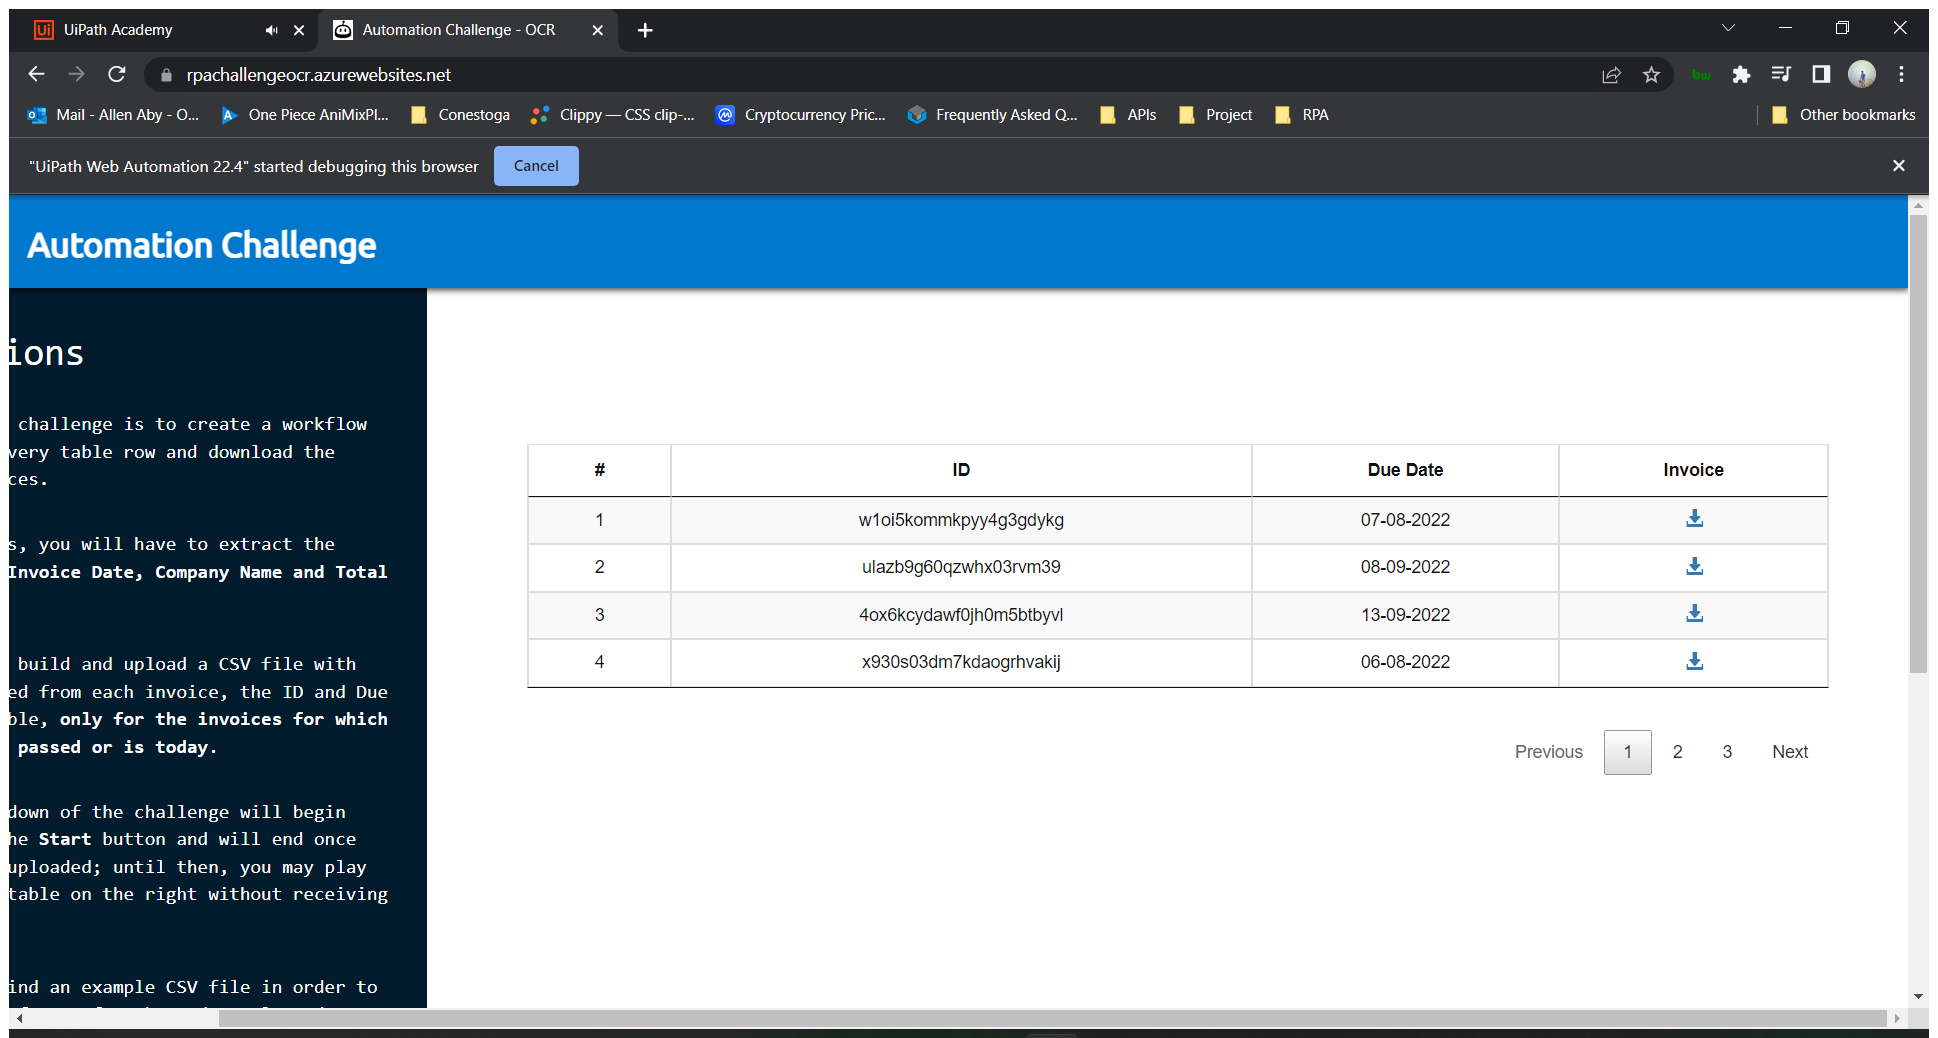 UiPath Academy
Automation Challenge - OCR
rpachallengeocr.azurewebsites.net
bw
Mail - Allen Aby - O...
One Piece AniMixPl...
Conestoga
Clippy — CSS clip-...
Cryptocurrency Pric...
Frequently Asked Q...
APIs
Project
RPA
Other bookmarks
"UiPath Web Automation 22.4" started debugging this browser
Cancel
Automation Challenge
ions
challenge is to create a workflow
very table row and download the
ces.
s, you will have to extract the
Invoice Date, Company Name and Total
build and upload a CSV file with
ed from each invoice, the ID and Due
ble, only for the invoices for which
passed or is today.
down of the challenge will begin
he Start button and will end once
uploaded; until then, you may play
table on the right without receiving
ind an example CSV file in order to
# ID Due Date Invoice
1 w1oi5kommkpyy4g3gdykg 07-08-2022
2 ulazb9g60qzwhx03rvm39 08-09-2022
3 4ox6kcydawf0jh0m5btbyvl 13-09-2022
4 x930s03dm7kdaogrhvakij 06-08-2022
Previous 1 2 3 Next